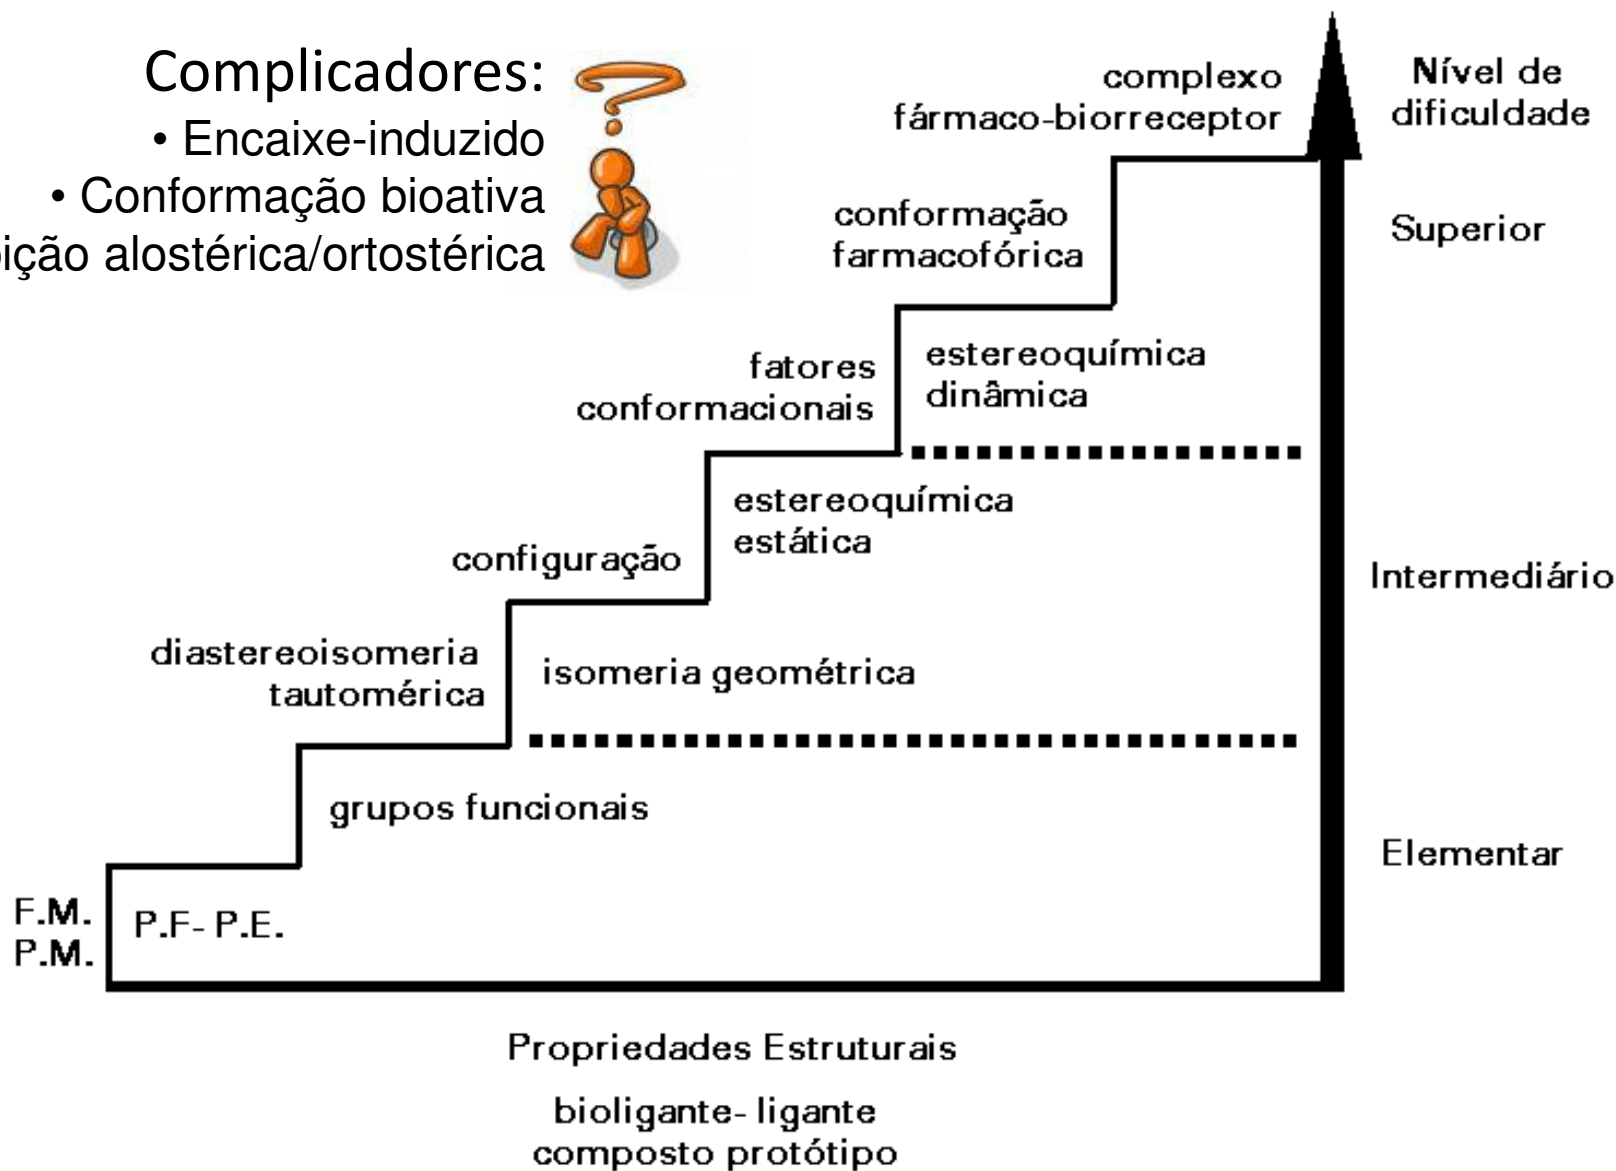 Complicadores:
• Encaixe-induzido
• Conformação bioativa
alostérica/ortostérica
complexo
fármaco-biorreceptor
Nível de
dificuldade
conformação
farmacofórica
Superior
fatores
conformacionais
estereoquímica
dinâmica
configuração
estereoquímica
estática
Intermediário
diastereoisomeria
tautomérica
isomeria geométrica
grupos funcionais
Elementar
F.M.
P.M.
P.F- P.E.
Propriedades Estruturais
bioligante- ligante
composto protótipo